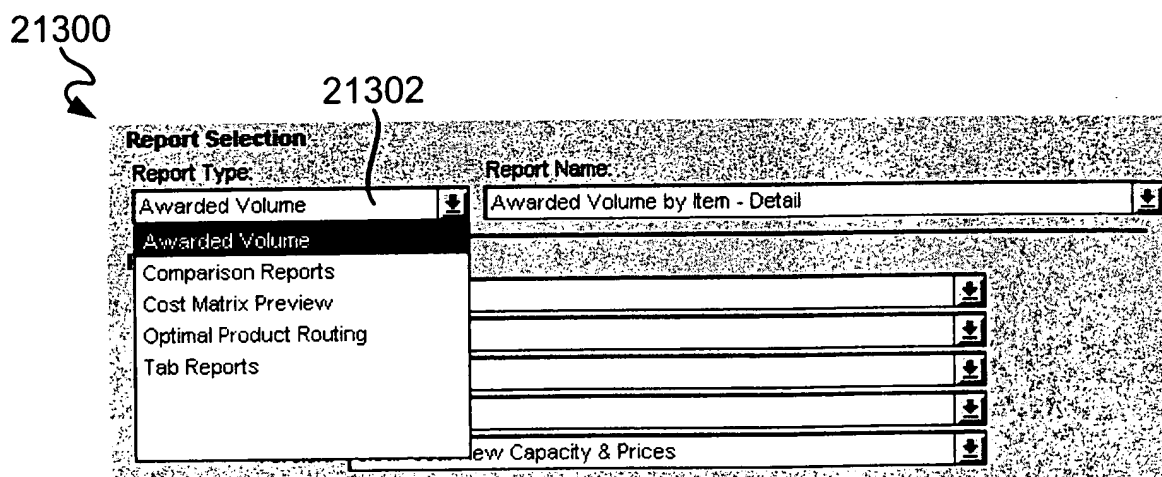 21300
21302
Report Selection
Report Type: Report Name:
Awarded Volume Awarded Volume by Item - Detail
Awarded Volume
Comparison Reports
Cost Matrix Preview
Optimal Product Routing
Tab Reports
Capacity & Prices